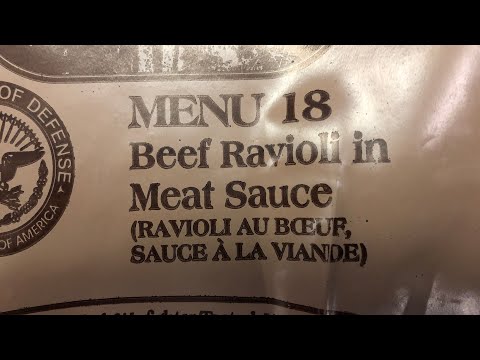 OF DEFENSE
OF AMERICA
MENU 18
Beef Ravioli in
Meat Sauce
(RAVIOLI AU BŒUF,
SAUCE À LA VIANDE)